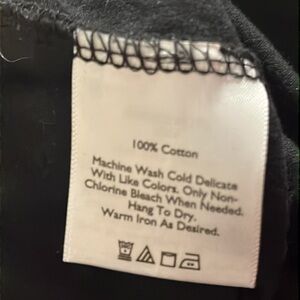 100% Cotton
Machine Wash Cold Delicate
With Like Colors. Only Non-
Chlorine Bleach When Needed.
Hang To Dry.
Warm Iron As Desired.